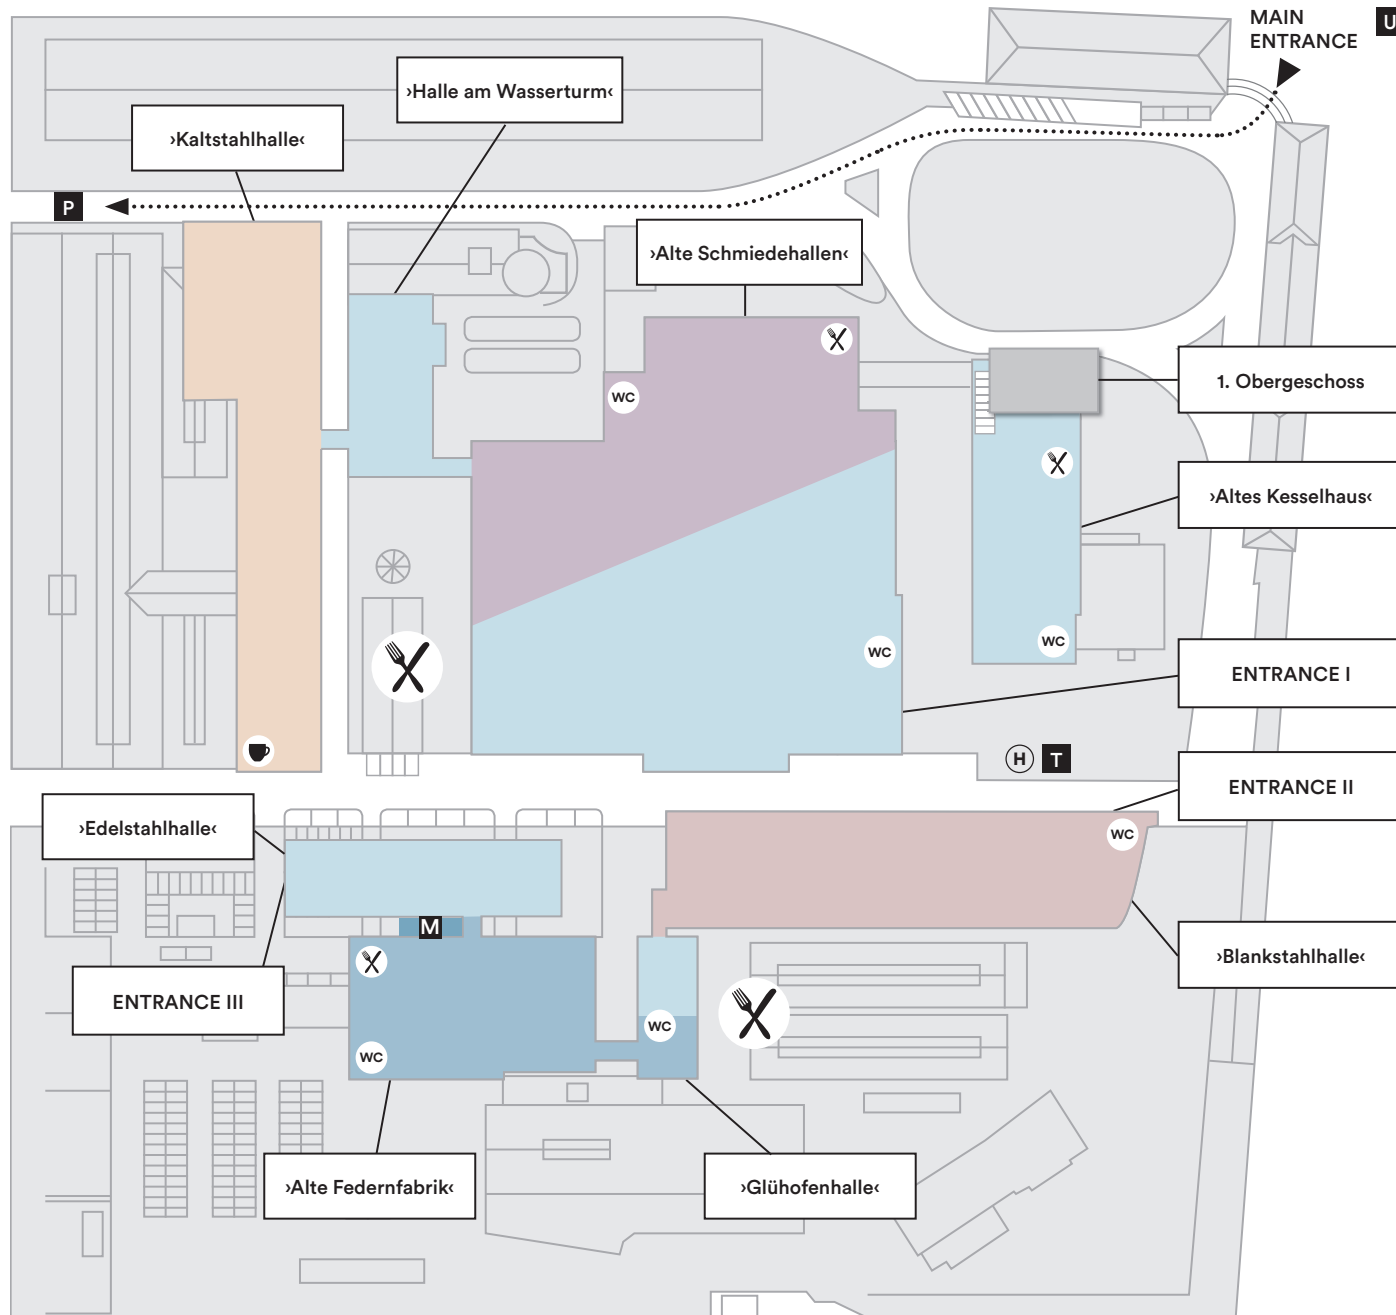 MAIN
ENTRANCE
U
›Halle am Wasserturm‹
›Kaltstahlhalle‹
P
›Alte Schmiedehallen‹
WC
1. Obergeschoss
›Altes Kesselhaus‹
WC
WC
ENTRANCE I
H
T
ENTRANCE II
›Edelstahlhalle‹
WC
M
›Blankstahlhalle‹
ENTRANCE III
WC
WC
›Alte Federnfabrik‹
›Glühofenhalle‹